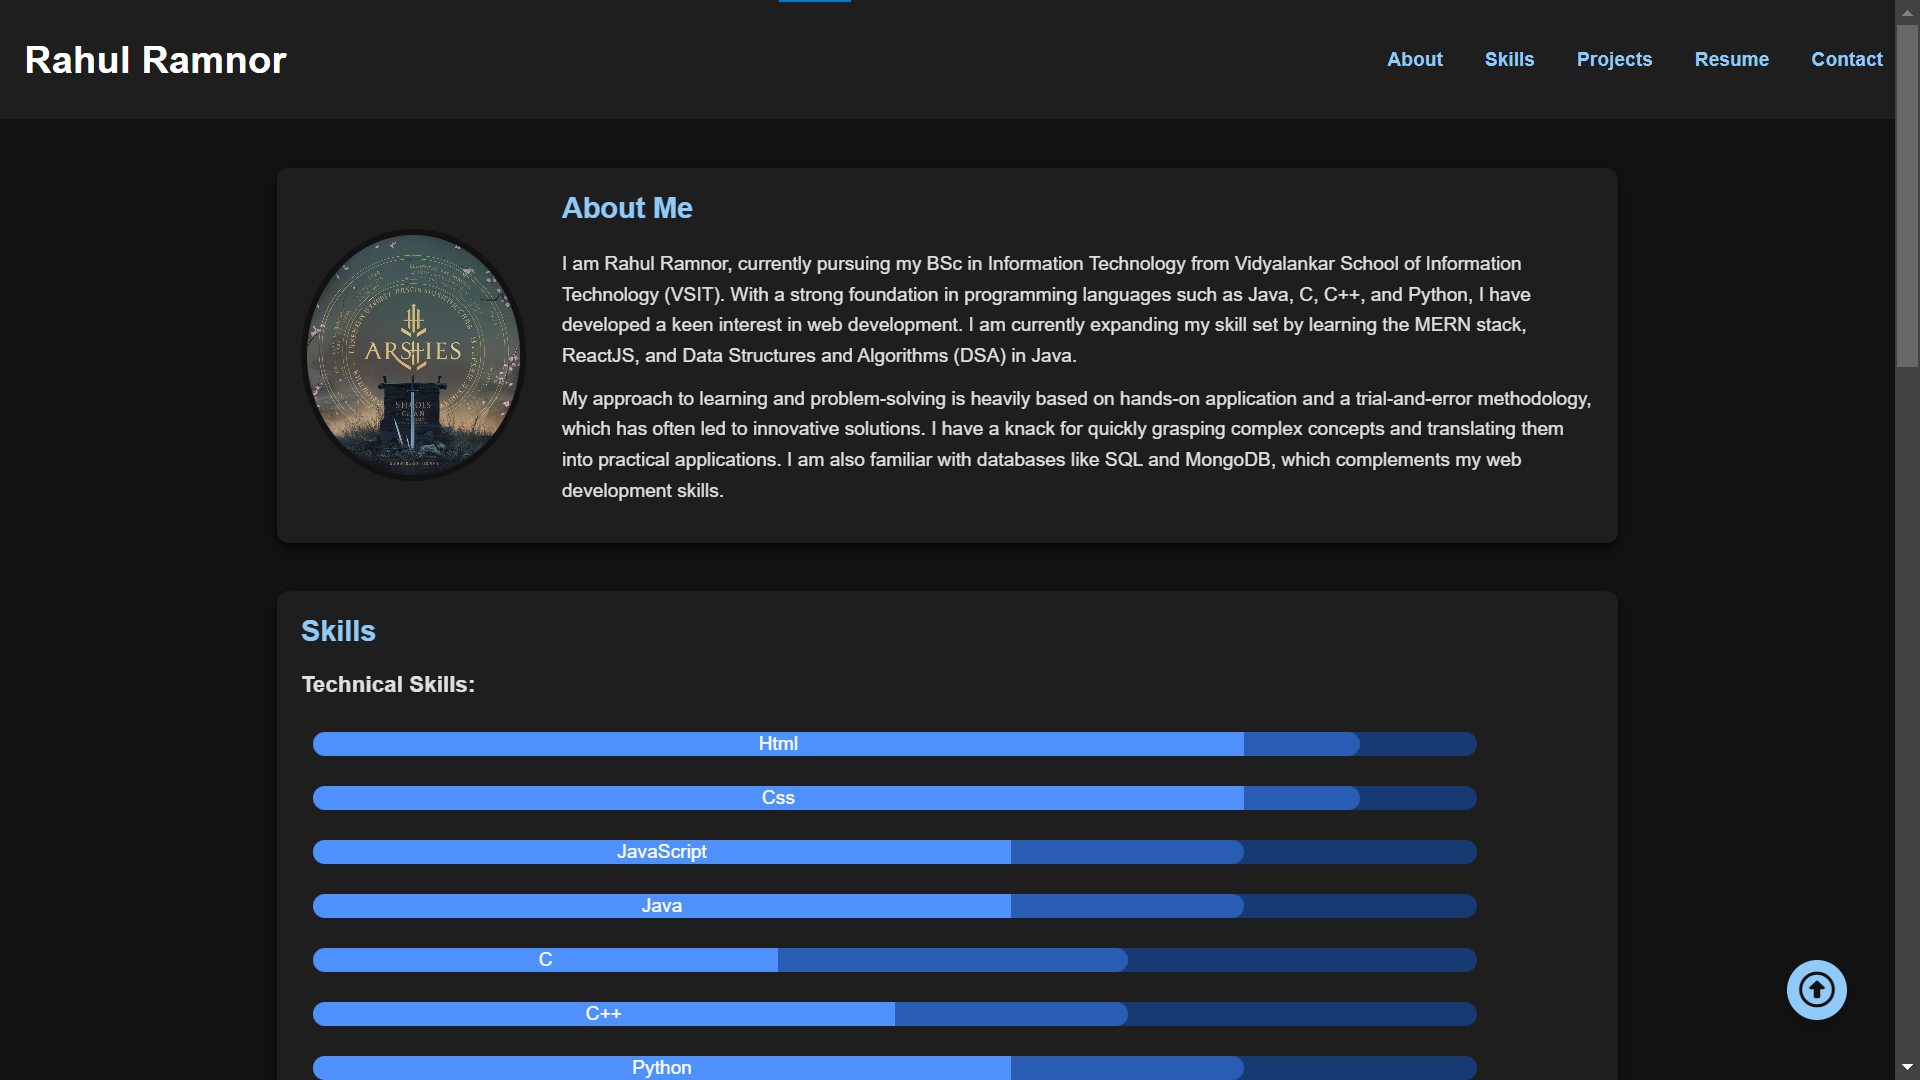 Rahul Ramnor
About
Skills
Projects
Resume
Contact
About Me
I am Rahul Ramnor, currently pursuing my BSc in Information Technology from Vidyalankar School of Information
Technology (VSIT). With a strong foundation in programming languages such as Java, C, C++, and Python, I have
developed a keen interest in web development. I am currently expanding my skill set by learning the MERN stack,
ReactJS, and Data Structures and Algorithms (DSA) in Java.
My approach to learning and problem-solving is heavily based on hands-on application and a trial-and-error methodology,
which has often led to innovative solutions. I have a knack for quickly grasping complex concepts and translating them
into practical applications. I am also familiar with databases like SQL and MongoDB, which complements my web
development skills.
ARSHIES
Skills
Technical Skills:
Html
Css
JavaScript
Java
C
C++
Python